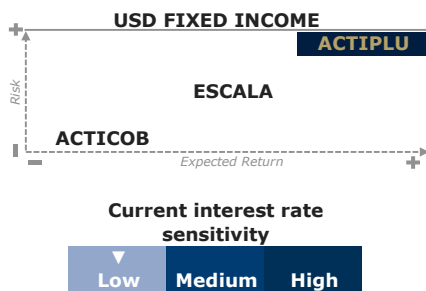 USD FIXED INCOME
ACTIPLU
Risk
ESCALA
ACTICOB
Expected Return
Current interest rate
sensitivity
Low Medium High